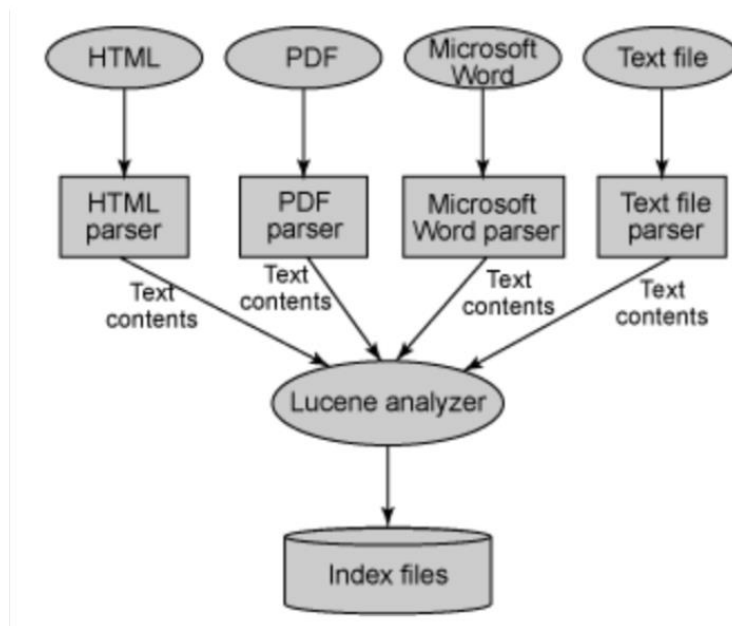 HTML
PDF
Microsoft
Word
Text file
HTML
parser
PDF
parser
Microsoft
Word parser
Text file
parser
Text
contents
Text
contents
Text
contents
Text
contents
Lucene analyzer
Index files